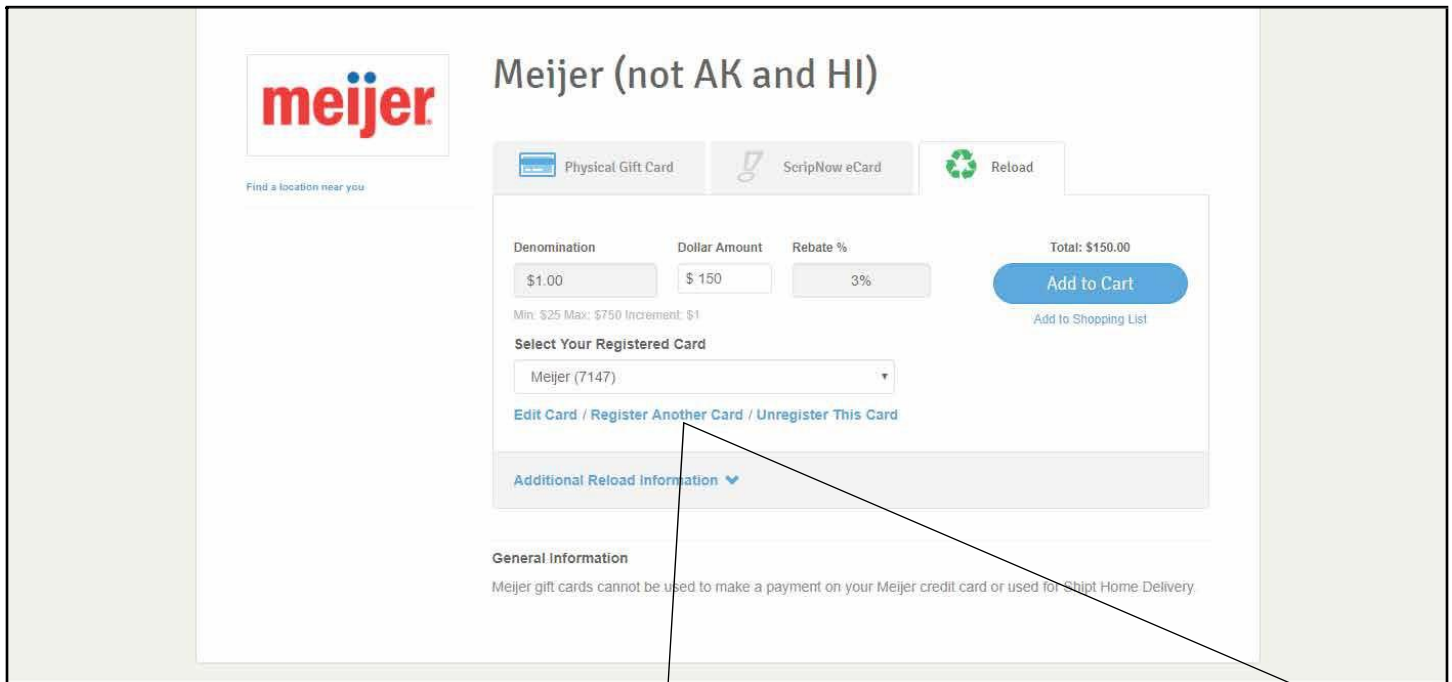 meijer
Meijer (not AK and HI)
Physical Gift Card
ScripNow eCard
Reload
Find a location near you
Denomination
Dollar Amount
Rebate %
Total: $150.00
$1.00
$ 150
3%
Add to Cart
Min: $25 Max: $750 Increment: $1
Add to Shopping List
Select Your Registered Card
Meijer (7147)
Edit Card / Register Another Card / Unregister This Card
Additional Reload Information
General Information
Meijer gift cards cannot be used to make a payment on your Meijer credit card or used for Shipt Home Delivery